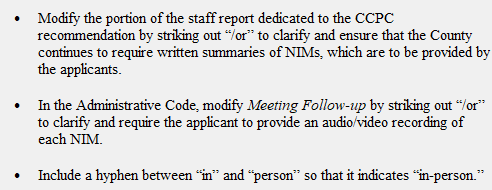 • Modify the portion of the staff report dedicated to the CCPC
recommendation by striking out “/or” to clarify and ensure that the County
continues to require written summaries of NIMs, which are to be provided by
the applicants.
• In the Administrative Code, modify Meeting Follow-up by striking out “/or”
to clarify and require the applicant to provide an audio/video recording of
each NIM.
• Include a hyphen between “in” and “person” so that it indicates “in-person.”